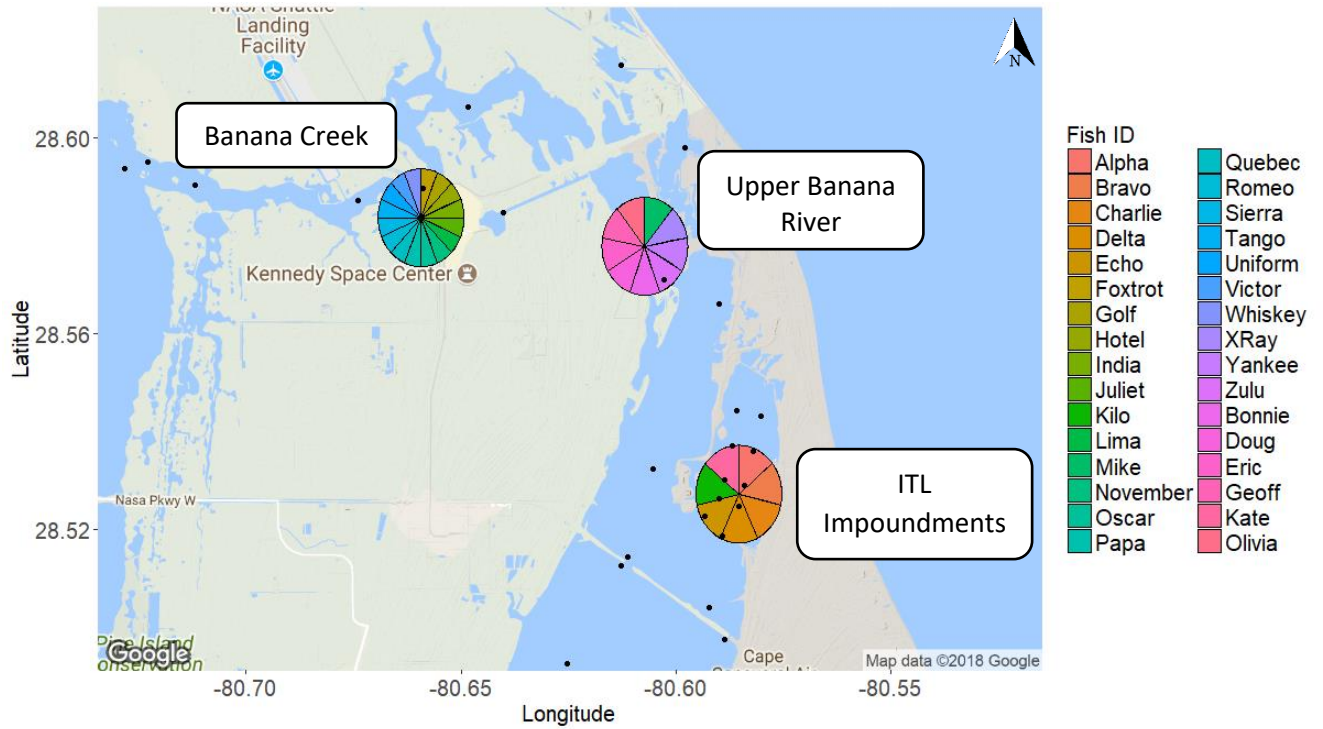 NASA Shuttle
Landing
Facility
Banana Creek
Upper Banana
River
Kennedy Space Center
ITL
Impoundments
Nasa Pkwy W
Pine Island
Google
Cape
Map data ©2018 Google
N
28.60
28.56
28.52
Latitude
-80.70
-80.65
-80.60
-80.55
Longitude
Fish ID
Alpha
Bravo
Charlie
Delta
Echo
Foxtrot
Golf
Hotel
India
Juliet
Kilo
Lima
Mike
November
Oscar
Papa
Quebec
Romeo
Sierra
Tango
Uniform
Victor
Whiskey
XRay
Yankee
Zulu
Bonnie
Doug
Eric
Geoff
Kate
Olivia